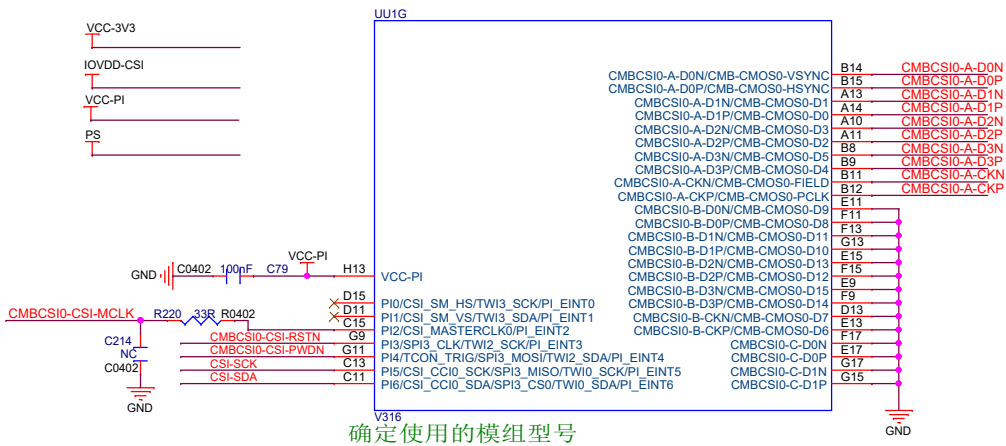 UU1G
VCC-3V3
IOVDD-CSI
VCC-PI
PS
CMBCSI0-A-D0N/CMB-CMOS0-VSYNC B14 CMBCSI0-A-D0N
CMBCSI0-A-D0P/CMB-CMOS0-HSYNC B15 CMBCSI0-A-D0P
CMBCSI0-A-D1N/CMB-CMOS0-D1 A13 CMBCSI0-A-D1N
CMBCSI0-A-D1P/CMB-CMOS0-D0 A14 CMBCSI0-A-D1P
CMBCSI0-A-D2N/CMB-CMOS0-D3 A10 CMBCSI0-A-D2N
CMBCSI0-A-D2P/CMB-CMOS0-D2 A11 CMBCSI0-A-D2P
CMBCSI0-A-D3N/CMB-CMOS0-D5 B8 CMBCSI0-A-D3N
CMBCSI0-A-D3P/CMB-CMOS0-D4 B9 CMBCSI0-A-D3P
CMBCSI0-A-CKN/CMB-CMOS0-FIELD B11 CMBCSI0-A-CKN
CMBCSI0-A-CKP/CMB-CMOS0-PCLK B12 CMBCSI0-A-CKP
CMBCSI0-B-D0N/CMB-CMOS0-D9 E11
CMBCSI0-B-D0P/CMB-CMOS0-D8 F11
CMBCSI0-B-D1N/CMB-CMOS0-D11 F13
CMBCSI0-B-D1P/CMB-CMOS0-D10 G13
CMBCSI0-B-D2N/CMB-CMOS0-D13 E15
CMBCSI0-B-D2P/CMB-CMOS0-D12 F15
CMBCSI0-B-D3N/CMB-CMOS0-D15 E9
CMBCSI0-B-D3P/CMB-CMOS0-D14 F9
CMBCSI0-B-CKN/CMB-CMOS0-D7 D13
CMBCSI0-B-CKP/CMB-CMOS0-D6 E13
CMBCSI0-C-D0N F17
CMBCSI0-C-D0P E17
CMBCSI0-C-D1N G17
CMBCSI0-C-D1P G15
GND
VCC-PI
GND C0402 100nF C79 H13 VCC-PI
D15 PI0/CSI_SM_HS/TWI3_SCK/PI_EINT0
D11 PI1/CSI_SM_VS/TWI3_SDA/PI_EINT1
CMBCSI0-CSI-MCLK R220 33R R0402 C15 PI2/CSI_MASTERCLK0/PI_EINT2
CMBCSI0-CSI-RSTN G9 PI3/SPI3_CLK/TWI2_SCK/PI_EINT3
CMBCSI0-CSI-PWDN G11 PI4/TCON_TRIG/SPI3_MOSI/TWI2_SDA/PI_EINT4
CSI-SCK C13 PI5/CSI_CCI0_SCK/SPI3_MISO/TWI0_SCK/PI_EINT5
CSI-SDA C11 PI6/CSI_CCI0_SDA/SPI3_CS0/TWI0_SDA/PI_EINT6
C214
NC
C0402
GND
V316
确定使用的模组型号